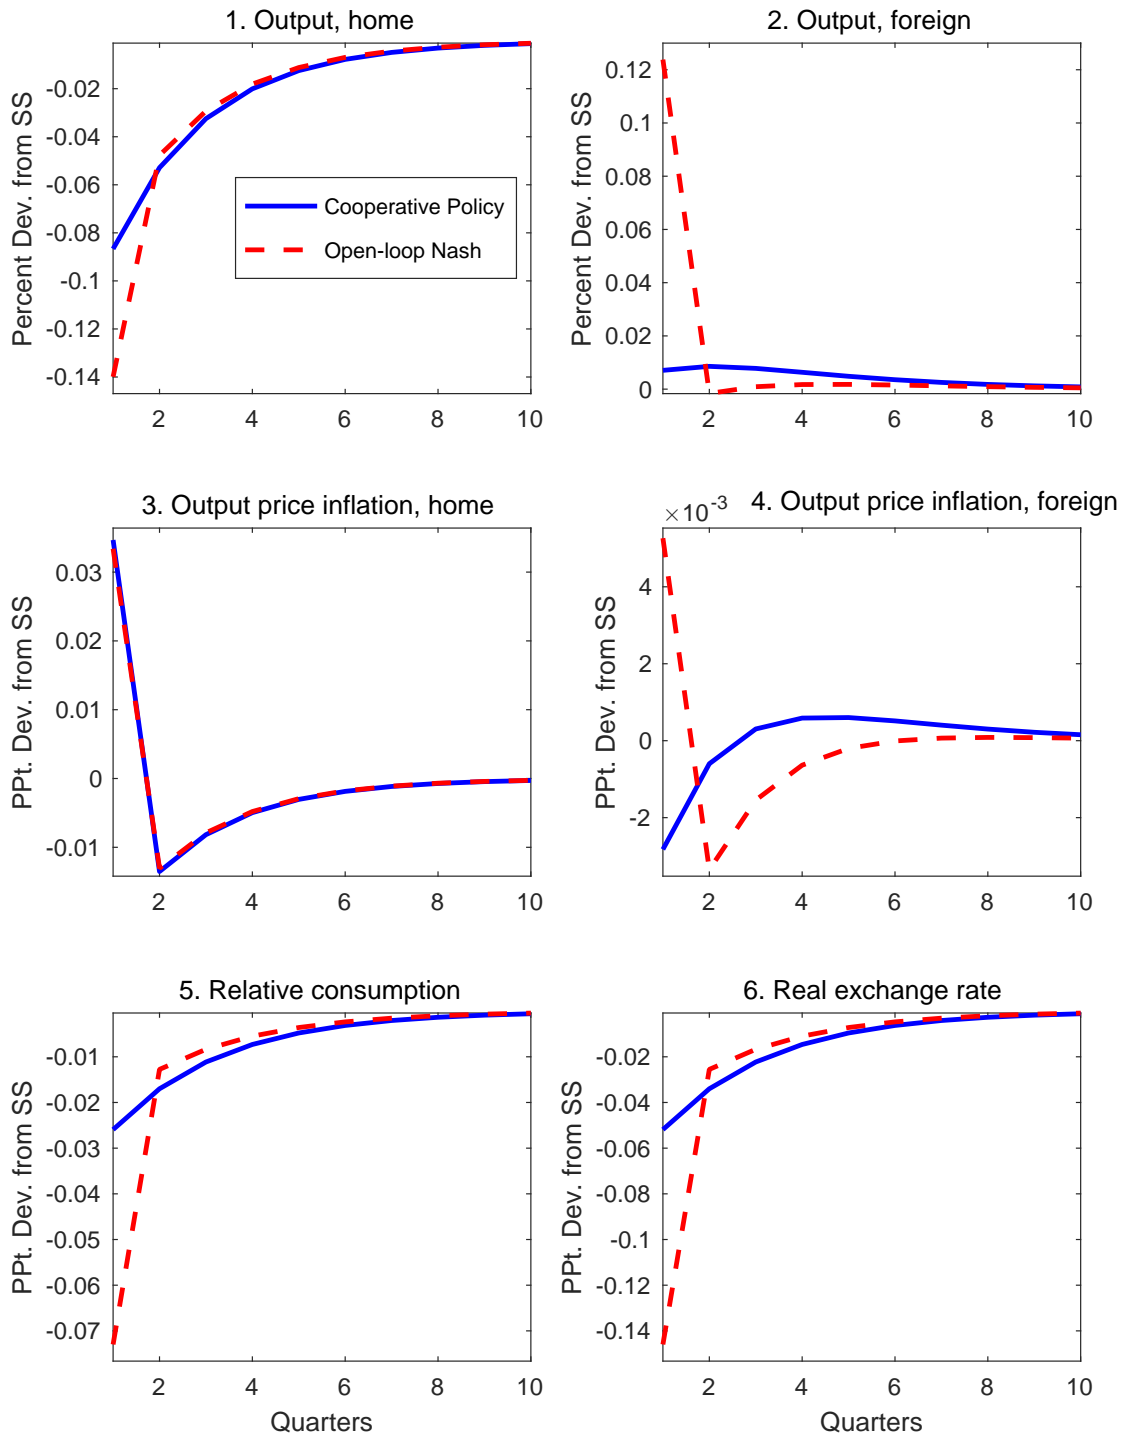 1. Output, home
Percent Dev. from SS
-0.02
-0.04
-0.06
-0.08
-0.1
-0.12
-0.14
2 4 6 8 10
Cooperative Policy
Open-loop Nash
2. Output, foreign
Percent Dev. from SS
0.12
0.1
0.08
0.06
0.04
0.02
0
2 4 6 8 10
3. Output price inflation, home
PPt. Dev. from SS
0.03
0.02
0.01
0
-0.01
2 4 6 8 10
4. Output price inflation, foreign
×10⁻³
PPt. Dev. from SS
4
2
0
-2
2 4 6 8 10
5. Relative consumption
PPt. Dev. from SS
-0.01
-0.02
-0.03
-0.04
-0.05
-0.06
-0.07
2 4 6 8 10
Quarters
6. Real exchange rate
PPt. Dev. from SS
-0.02
-0.04
-0.06
-0.08
-0.1
-0.12
-0.14
2 4 6 8 10
Quarters